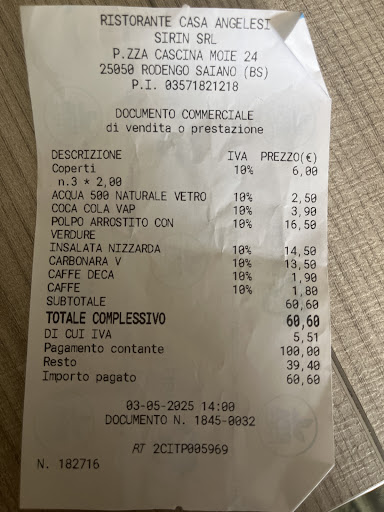 RISTORANTE CASA ANGELESI
SIRIN SRL
P.ZZA CASCINA MOIE 24
25050 RODENGO SAIANO (BS)
P.I. 03571821218
DOCUMENTO COMMERCIALE
di vendita o prestazione
DESCRIZIONE IVA PREZZO(€)
Coperti 10% 6,00
n.3 * 2,00
ACQUA 500 NATURALE VETRO 10% 2,50
COCA COLA VAP 10% 3,90
POLPO ARROSTITO CON 10% 16,50
VERDURE
INSALATA NIZZARDA 10% 14,50
CARBONARA V 10% 13,50
CAFFE DECA 10% 1,90
CAFFE 10% 1,80
SUBTOTALE 60,60
TOTALE COMPLESSIVO 60,60
DI CUI IVA 5,51
Pagamento contante 100,00
Resto 39,40
Importo pagato 60,60
03-05-2025 14:00
DOCUMENTO N. 1845-0032
RT 2CITP005969
N. 182716